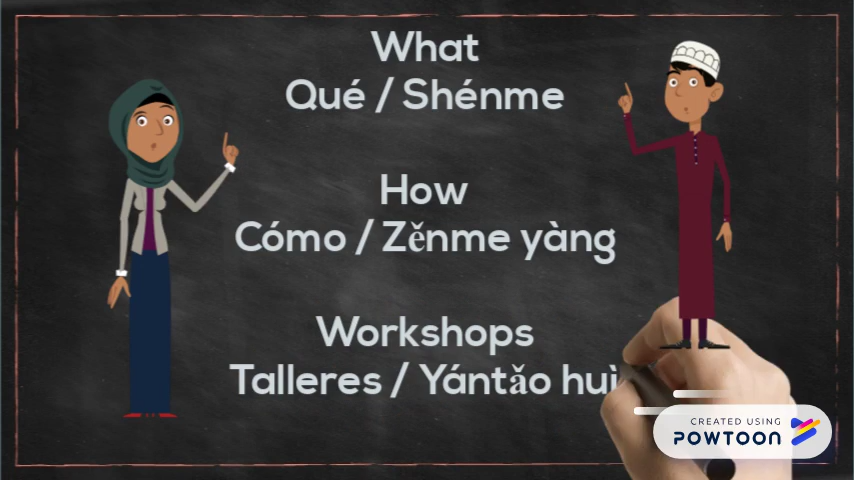 What
Qué / Shénme
How
Cómo / Zěnme yàng
Workshops
Talleres / Yántǎo huì
CREATED USING
POWTOON